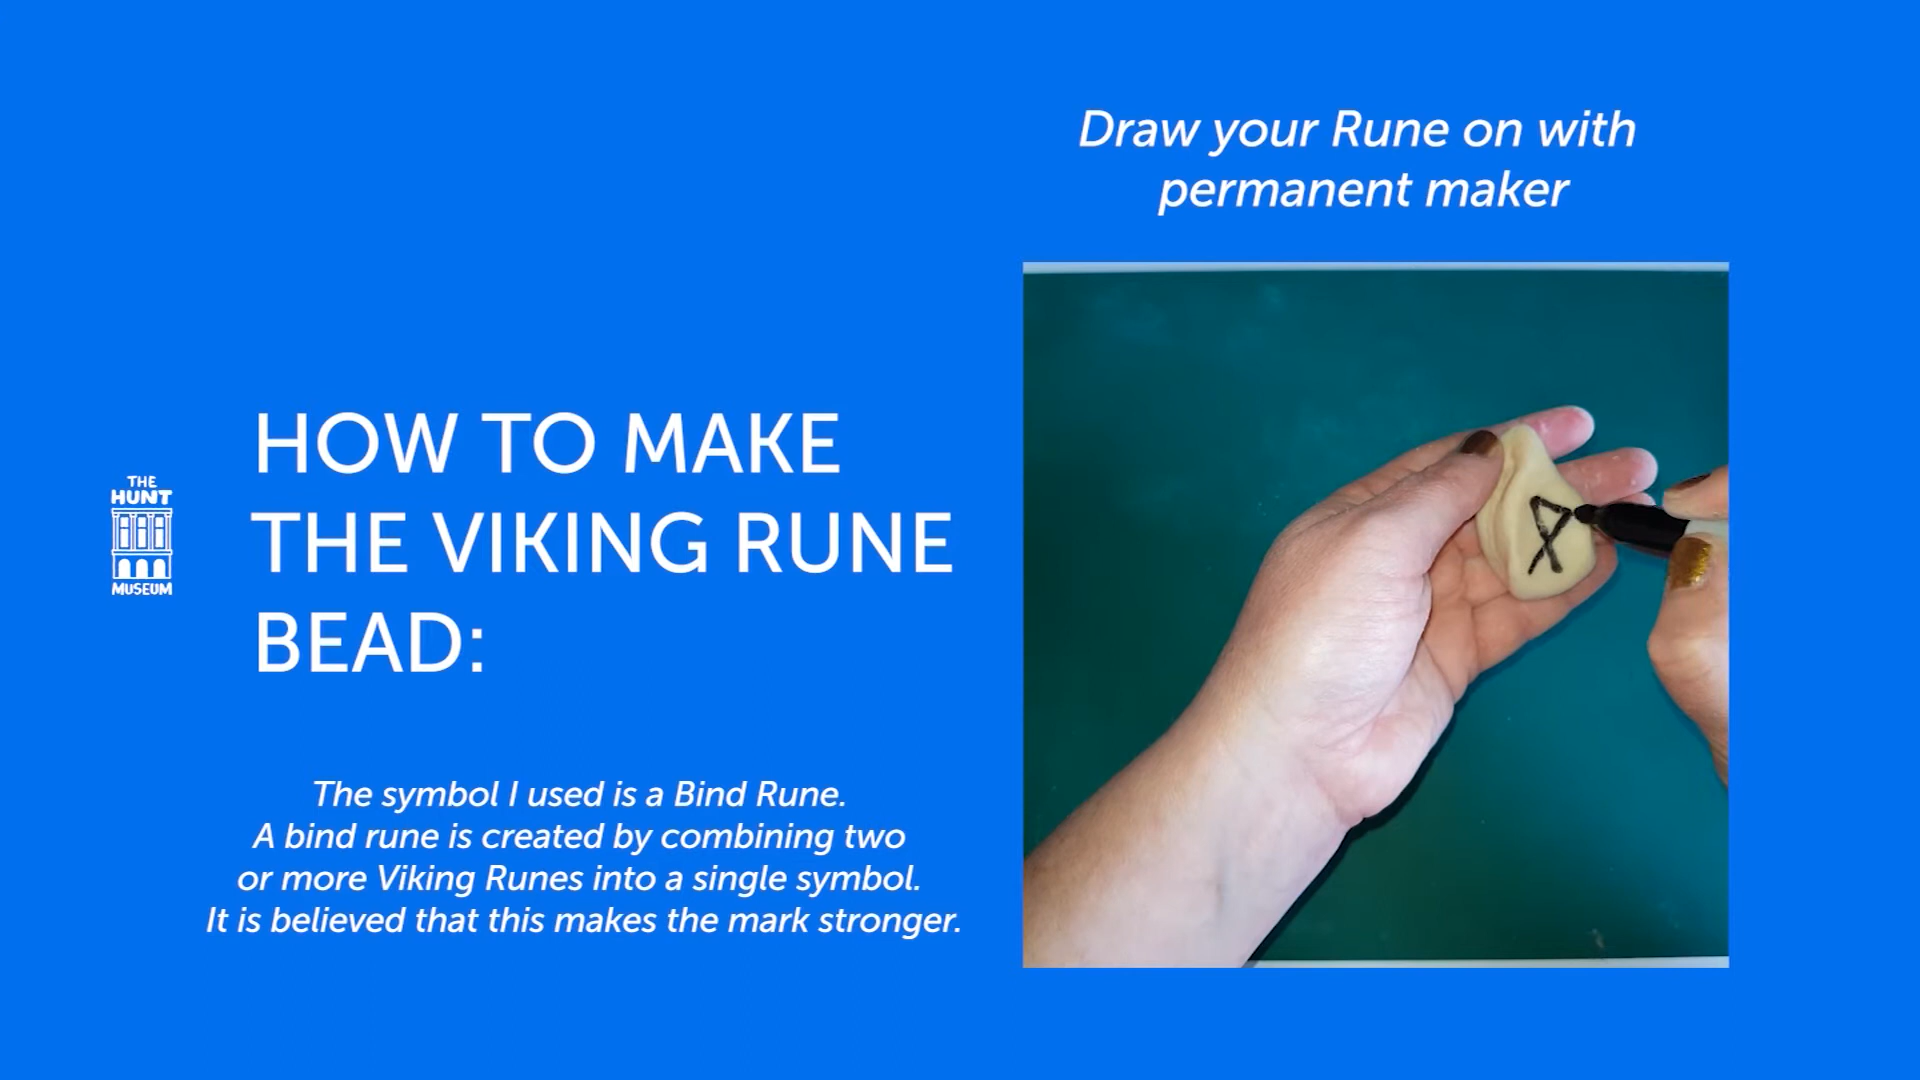 Draw your Rune on with
permanent maker
THE
HUNT
MUSEUM
HOW TO MAKE
THE VIKING RUNE
BEAD:
The symbol I used is a Bind Rune.
A bind rune is created by combining two
or more Viking Runes into a single symbol.
It is believed that this makes the mark stronger.